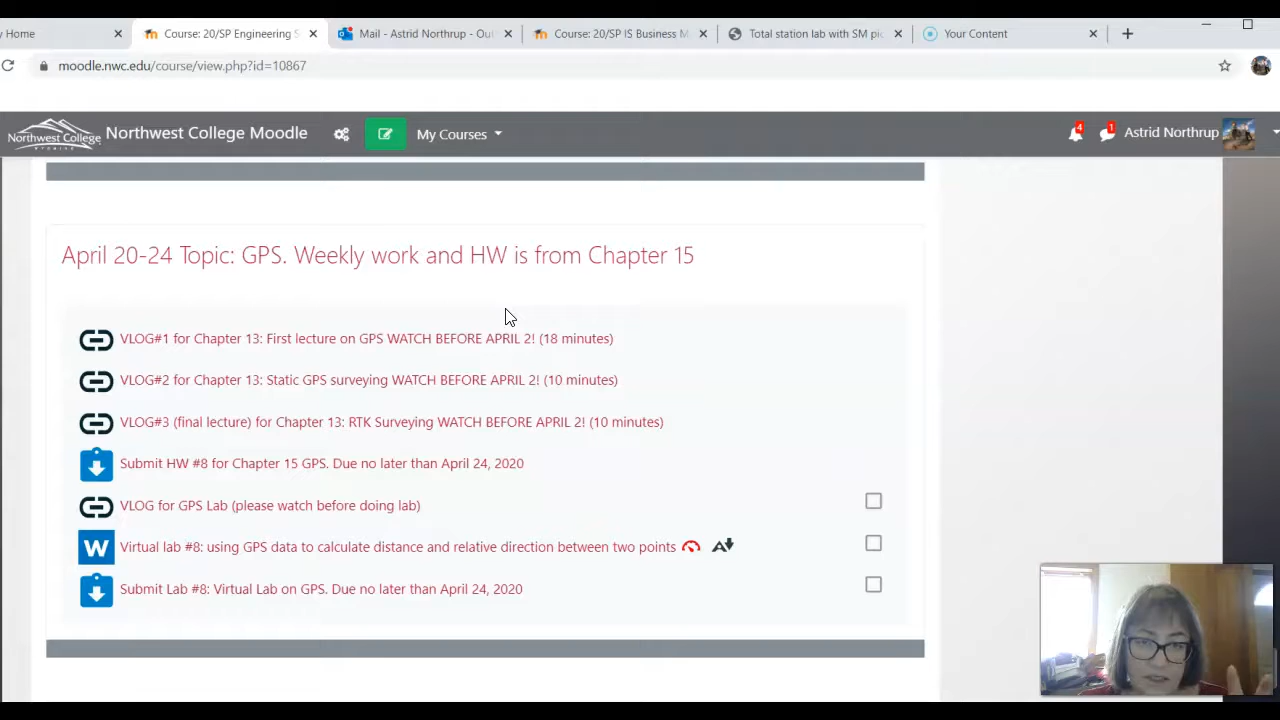 y Home
Course: 20/SP Engineering S
Mail - Astrid Northrup - Out
Course: 20/SP IS Business M
Total station lab with SM pic
Your Content
moodle.nwc.edu/course/view.php?id=10867
Northwest College
WYOMING
Northwest College Moodle
My Courses
4
1
Astrid Northrup
April 20-24 Topic: GPS. Weekly work and HW is from Chapter 15
VLOG#1 for Chapter 13: First lecture on GPS WATCH BEFORE APRIL 2! (18 minutes)
VLOG#2 for Chapter 13: Static GPS surveying WATCH BEFORE APRIL 2! (10 minutes)
VLOG#3 (final lecture) for Chapter 13: RTK Surveying WATCH BEFORE APRIL 2! (10 minutes)
Submit HW #8 for Chapter 15 GPS. Due no later than April 24, 2020
VLOG for GPS Lab (please watch before doing lab)
W Virtual lab #8: using GPS data to calculate distance and relative direction between two points A
Submit Lab #8: Virtual Lab on GPS. Due no later than April 24, 2020